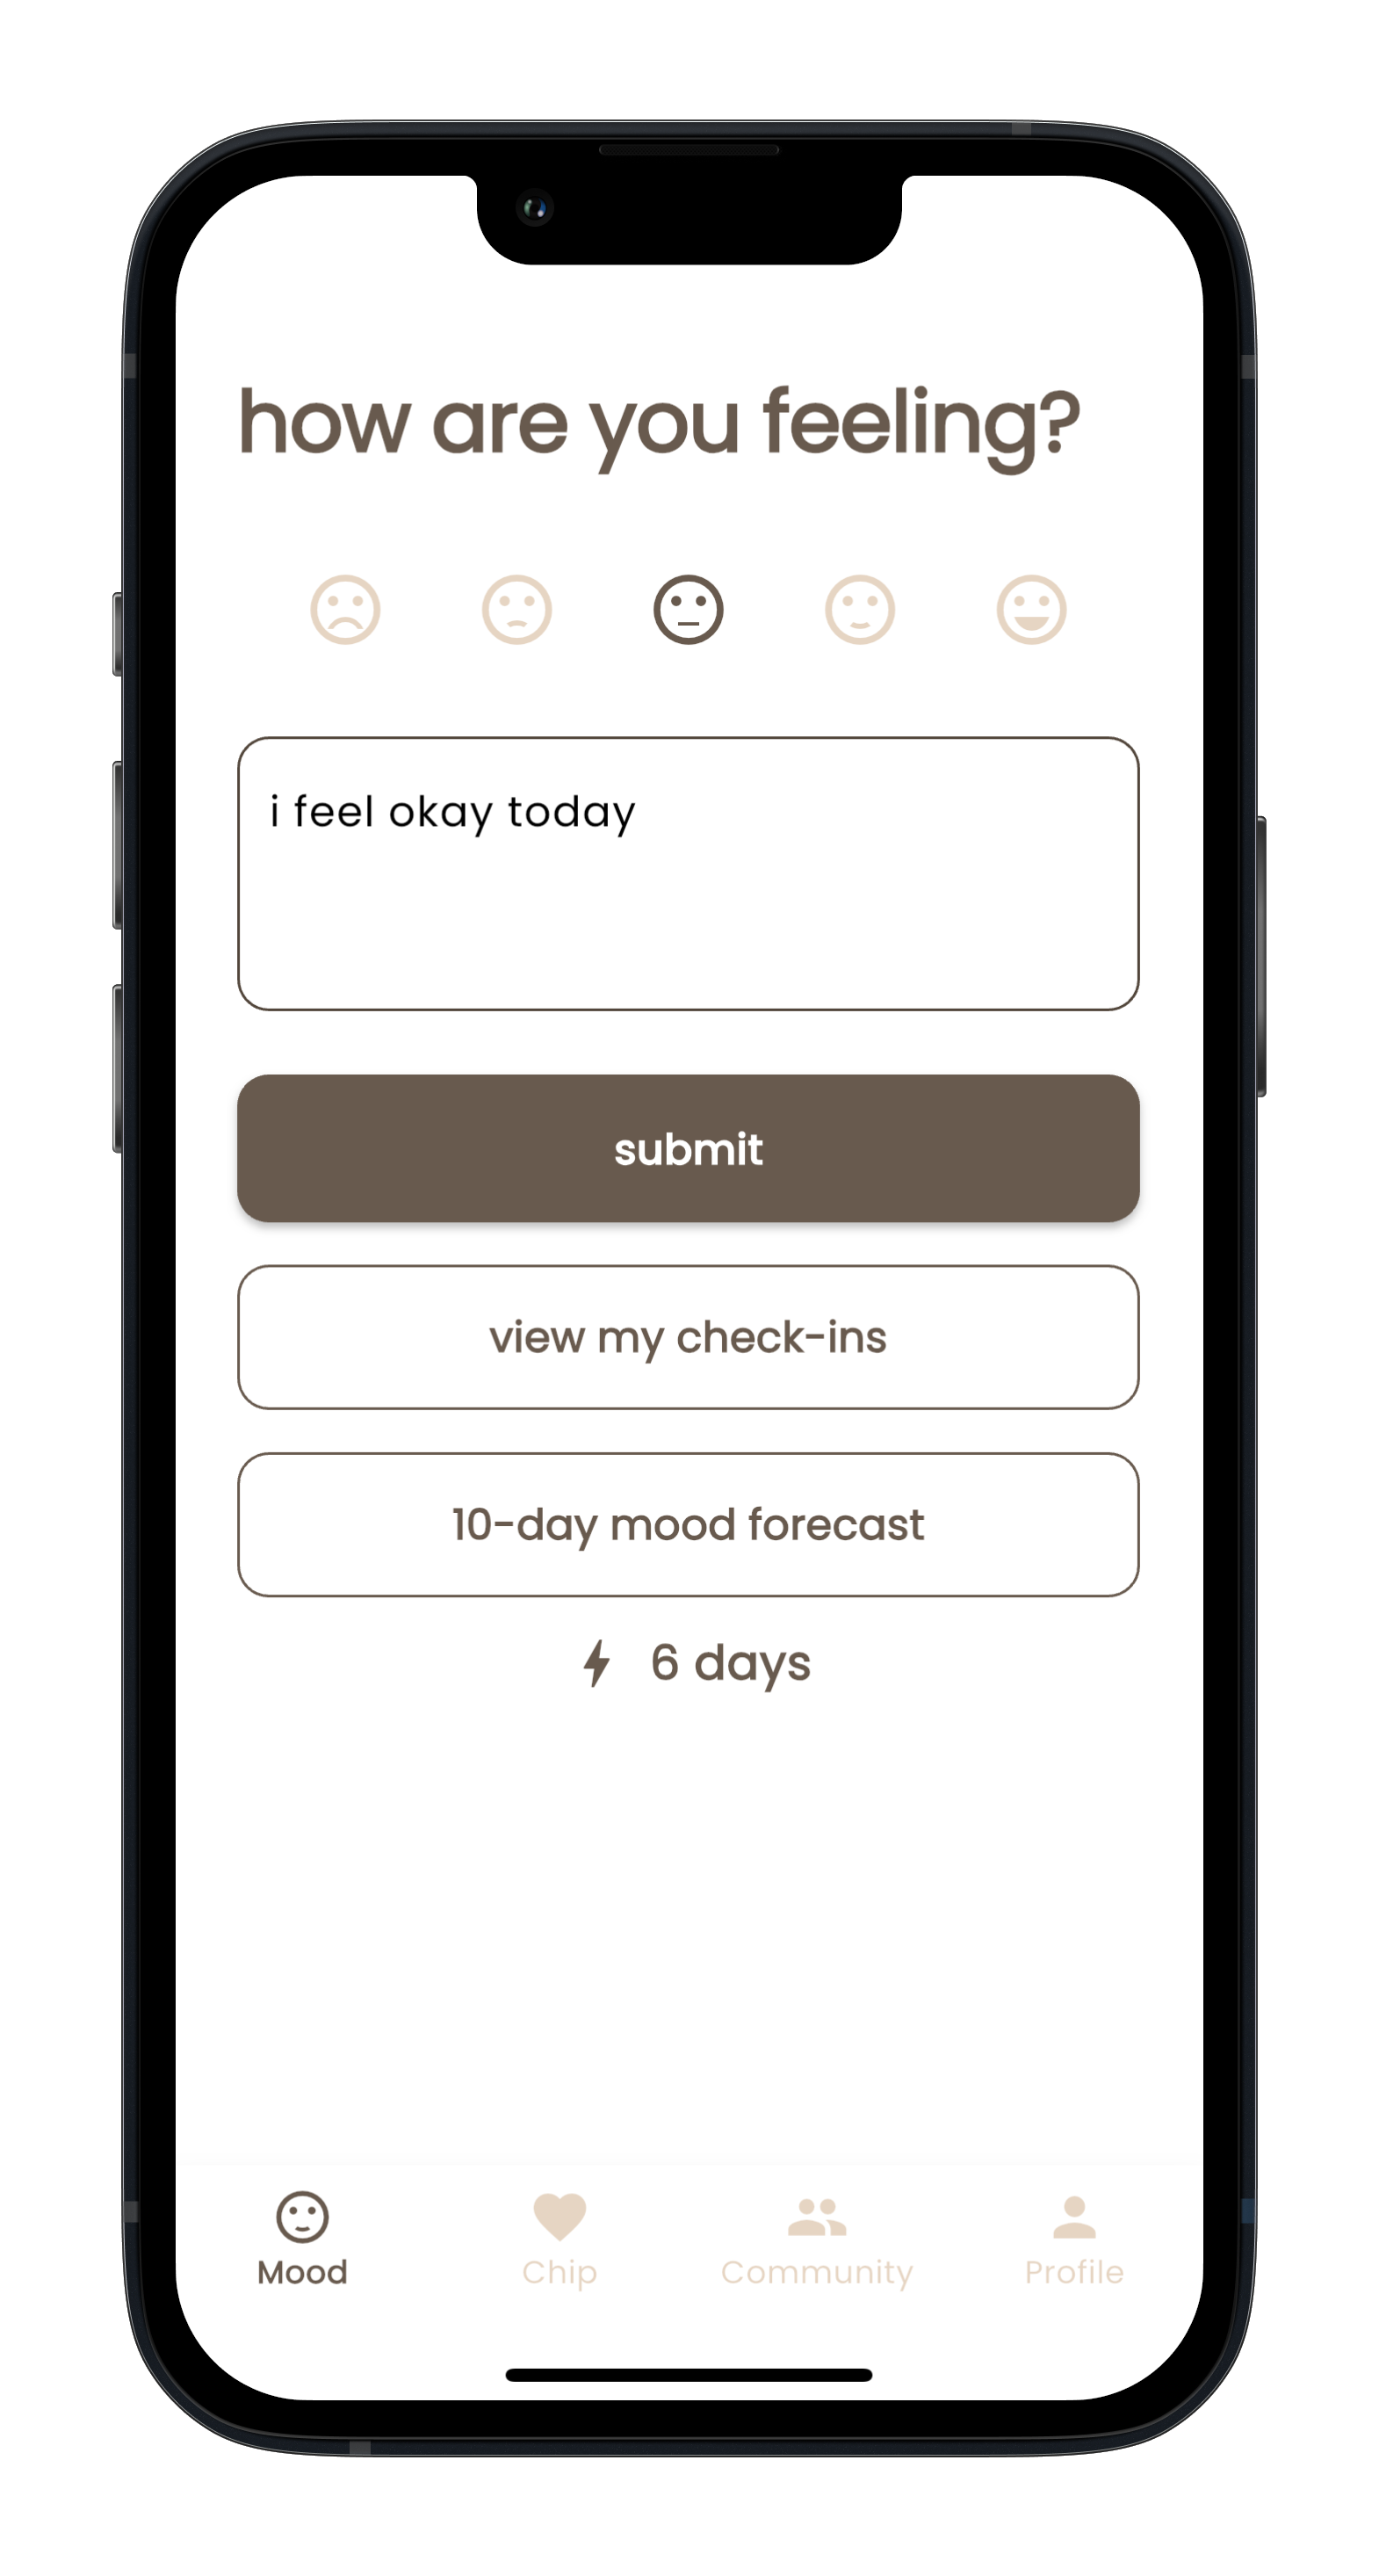 how are you feeling?
i feel okay today
submit
view my check-ins
10-day mood forecast
6 days
Mood Chip Community Profile